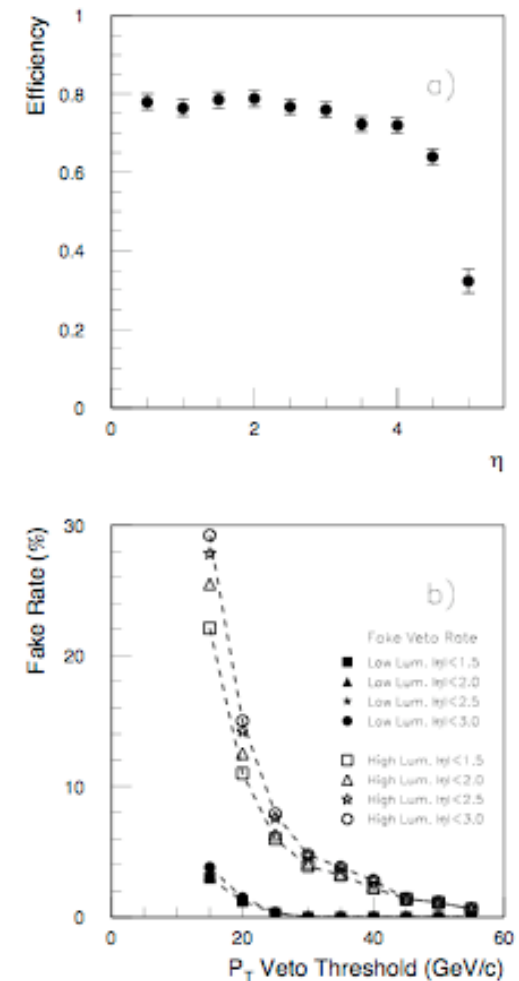 Efficiency
1
0.8
0.6
0.4
0.2
0
a)
0 2 4
η
Fake Rate (%)
30
20
10
0
b)
Fake Veto Rate
Low Lum. |η|<1.5
Low Lum. |η|<2.0
Low Lum. |η|<2.5
Low Lum. |η|<3.0
High Lum. |η|<1.5
High Lum. |η|<2.0
High Lum. |η|<2.5
High Lum. |η|<3.0
0 20 40 60
P_T Veto Threshold (GeV/c)